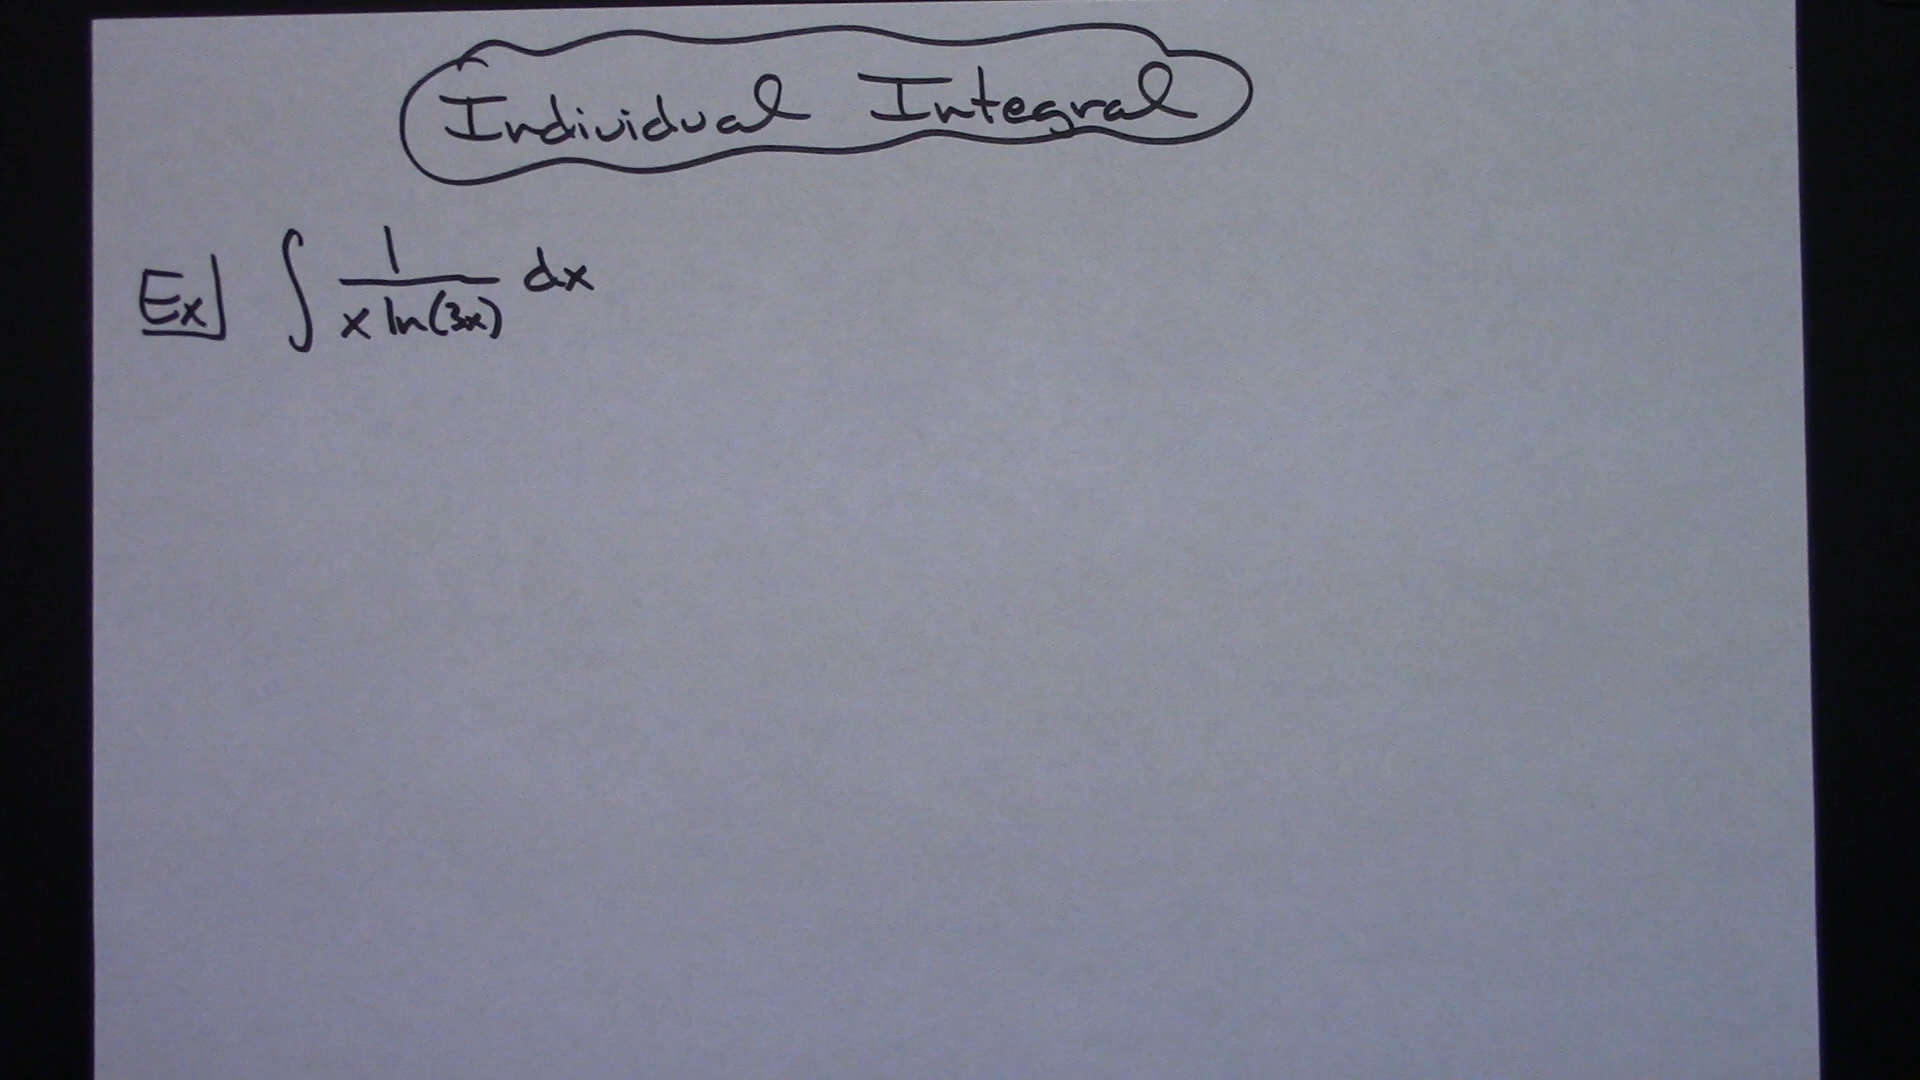 Individual Integral
Ex] ∫ 1/(x ln(3x)) dx